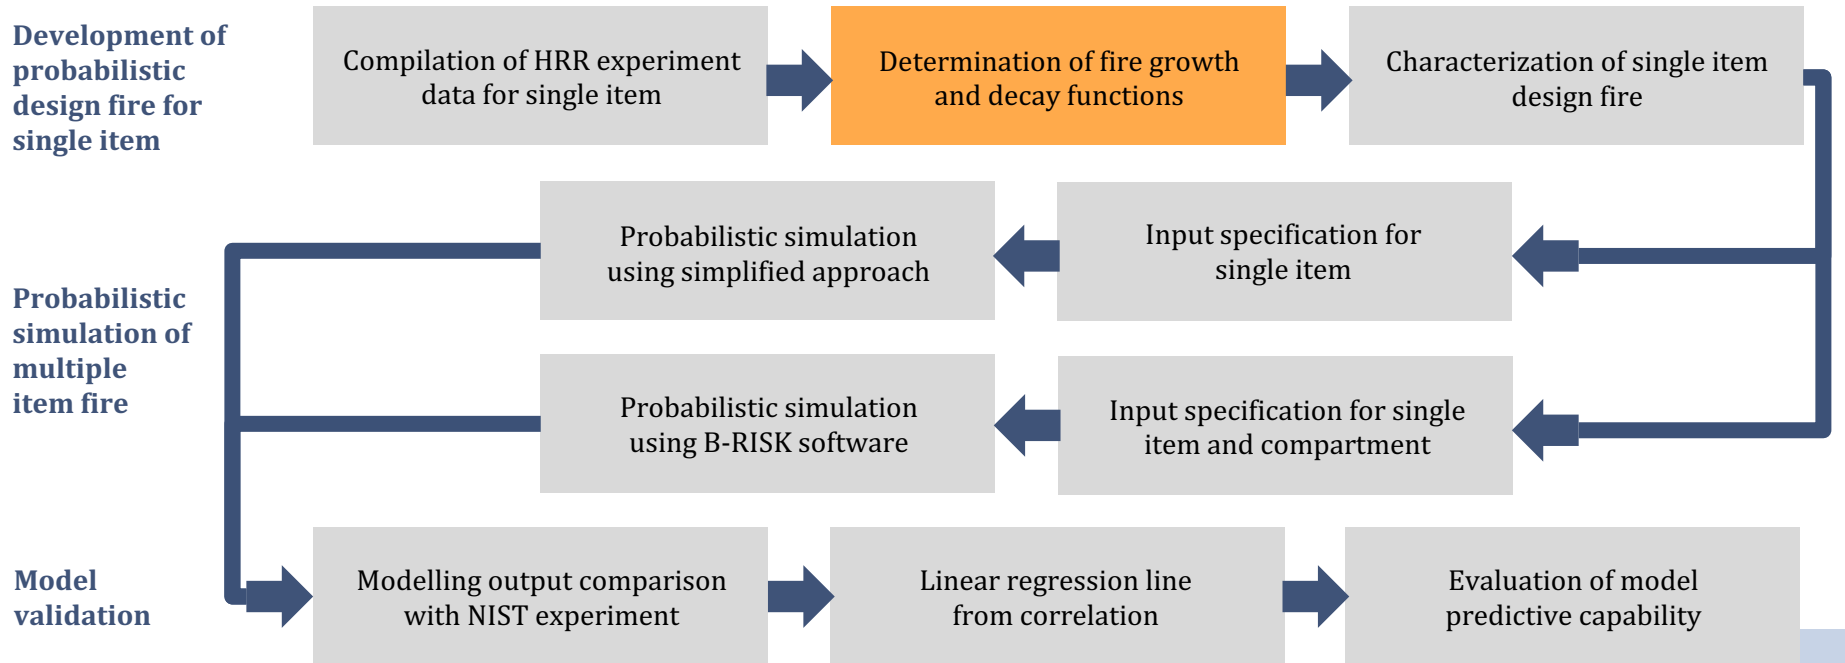 Development of
probabilistic
design fire for
single item
Compilation of HRR experiment
data for single item
Determination of fire growth
and decay functions
Characterization of single item
design fire
Probabilistic
simulation of
multiple
item fire
Probabilistic simulation
using simplified approach
Input specification for
single item
Probabilistic simulation
using B-RISK software
Input specification for single
item and compartment
Model
validation
Modelling output comparison
with NIST experiment
Linear regression line
from correlation
Evaluation of model
predictive capability